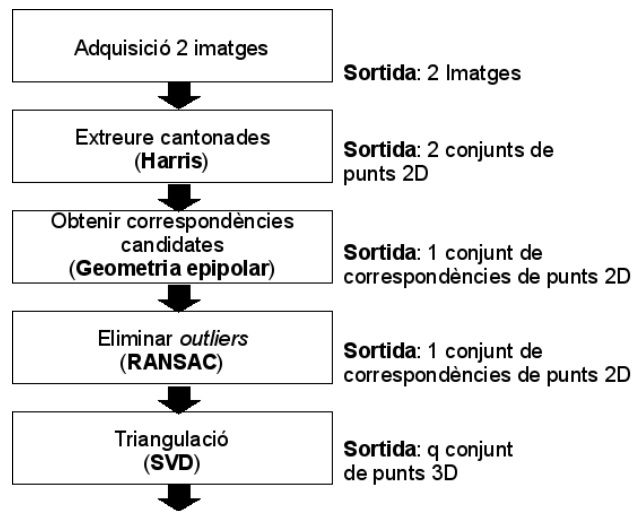 Adquisició 2 imatges
Sortida: 2 Imatges
Extreure cantonades
(Harris)
Sortida: 2 conjunts de
punts 2D
Obtenir correspondències
candidates
(Geometria epipolar)
Sortida: 1 conjunt de
correspondències de punts 2D
Eliminar outliers
(RANSAC)
Sortida: 1 conjunt de
correspondències de punts 2D
Triangulació
(SVD)
Sortida: q conjunt
de punts 3D